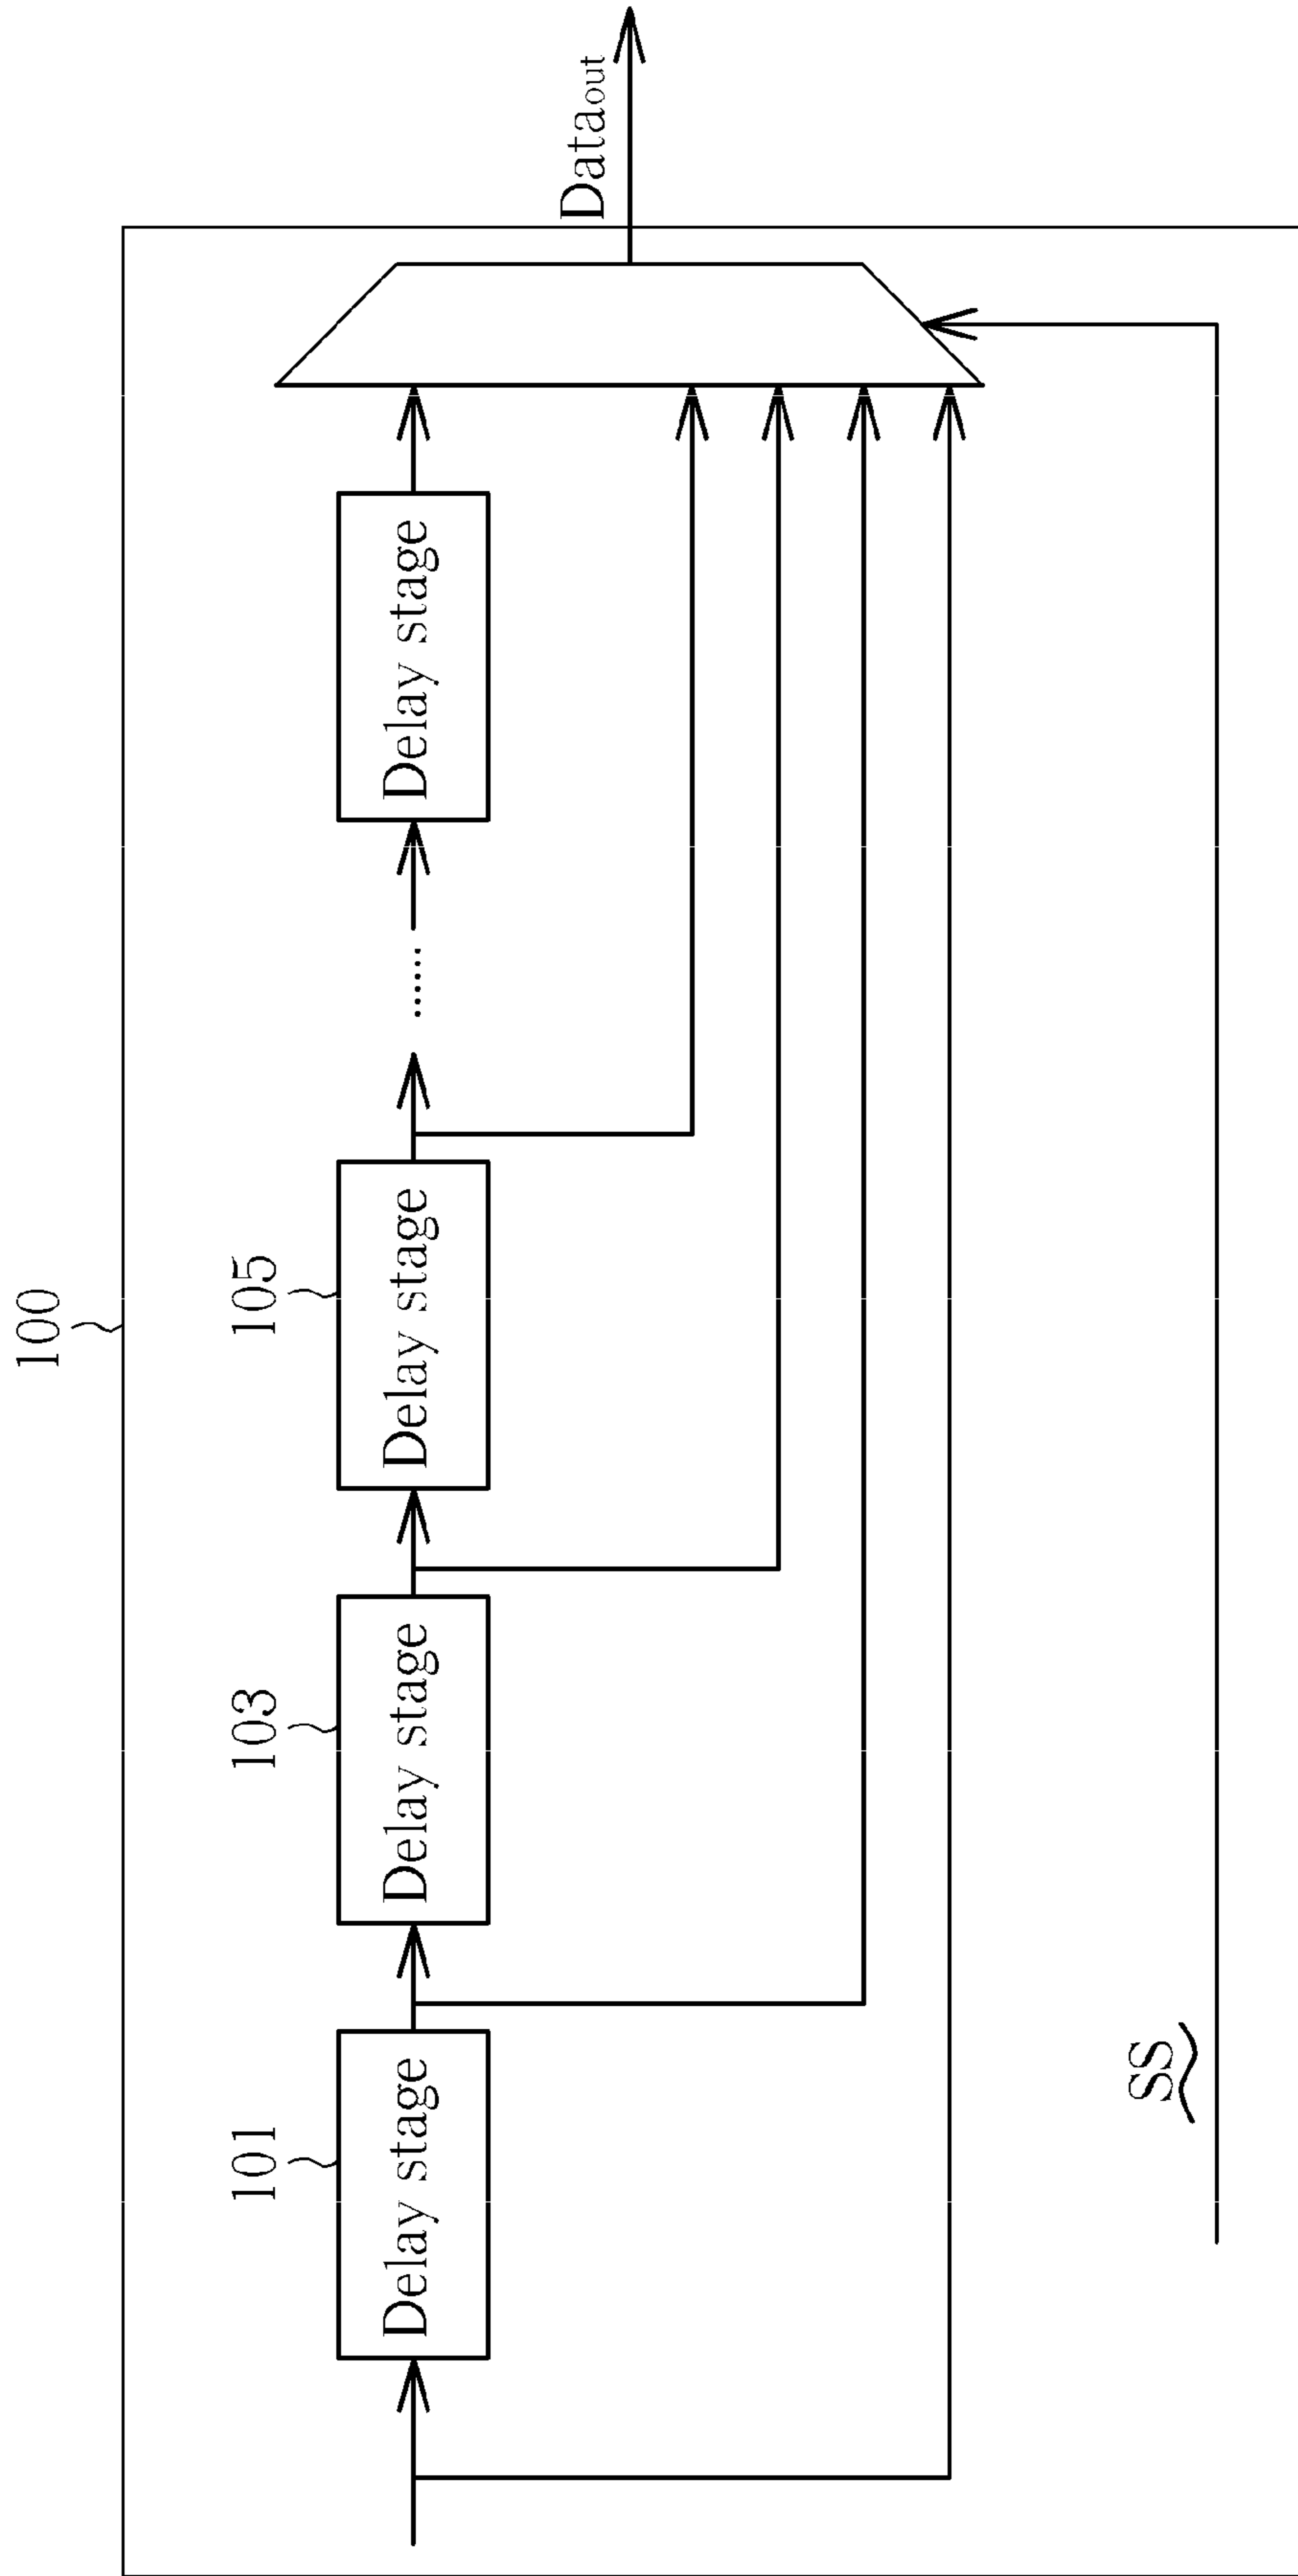 100
101
103
105
Delay stage
Delay stage
Delay stage
......
Delay stage
Dataout
SS